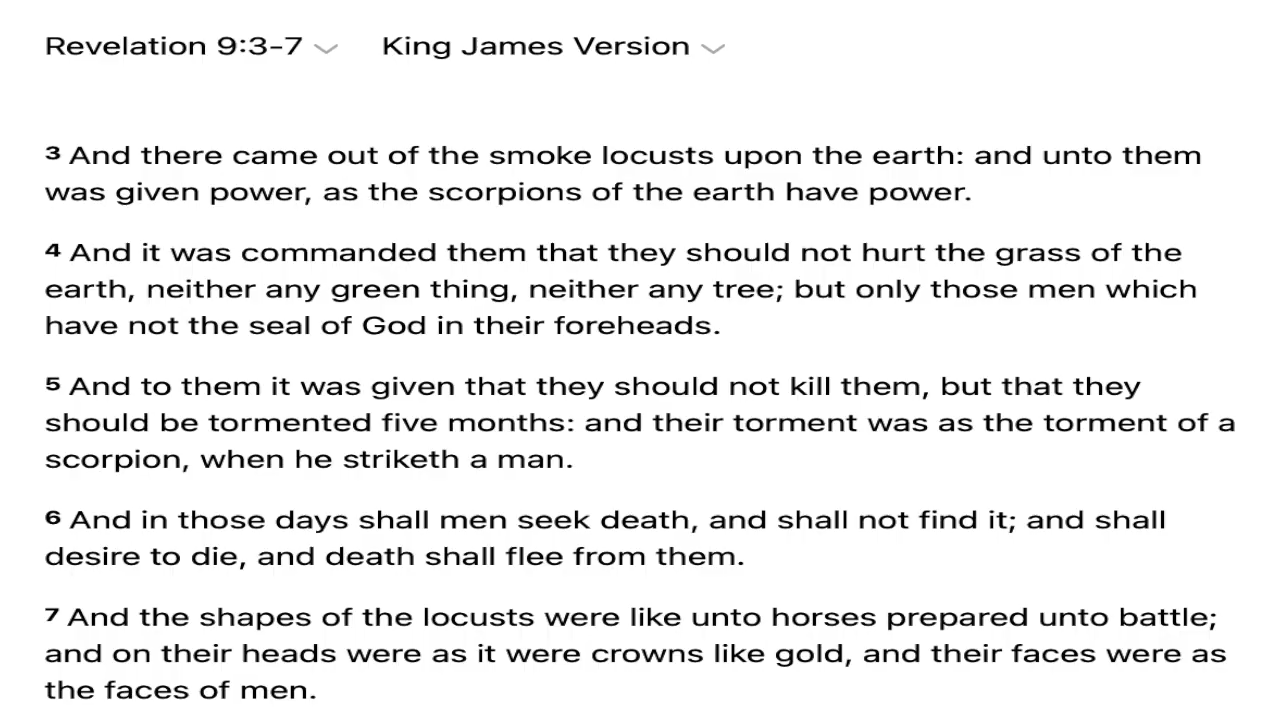 Revelation 9:3-7 King James Version
3 And there came out of the smoke locusts upon the earth: and unto them
was given power, as the scorpions of the earth have power.
4 And it was commanded them that they should not hurt the grass of the
earth, neither any green thing, neither any tree; but only those men which
have not the seal of God in their foreheads.
5 And to them it was given that they should not kill them, but that they
should be tormented five months: and their torment was as the torment of a
scorpion, when he striketh a man.
6 And in those days shall men seek death, and shall not find it; and shall
desire to die, and death shall flee from them.
7 And the shapes of the locusts were like unto horses prepared unto battle;
and on their heads were as it were crowns like gold, and their faces were as
the faces of men.